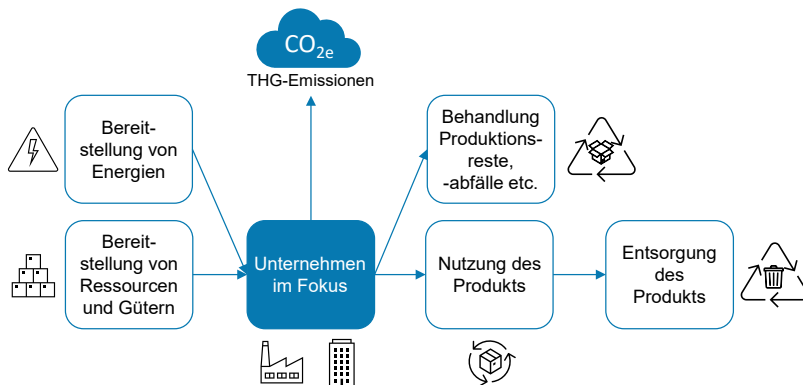 CO2e
THG-Emissionen
Bereit-
stellung von
Energien
Behandlung
Produktions-
reste,
-abfälle etc.
Bereit-
stellung von
Ressourcen
und Gütern
Unternehmen
im Fokus
Nutzung des
Produkts
Entsorgung
des
Produkts